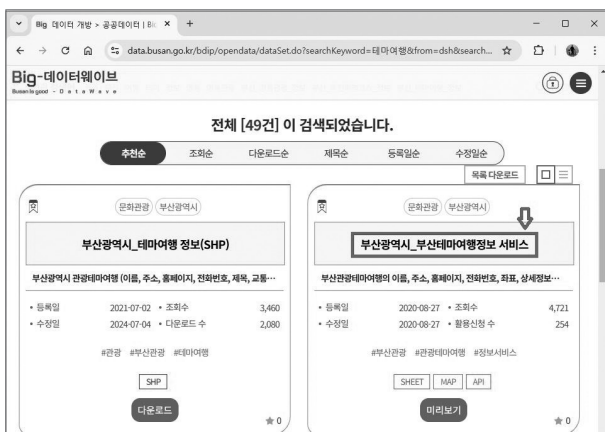 Big 데이터 개방 > 공공데이터 | Bi
data.busan.go.kr/bdip/opendata/dataSet.do?searchKeyword=테마여행&from=dsh&search...
Big-데이터웨이브
Busan is good - Data Wave
전체 [49건] 이 검색되었습니다.
추천순 조회순 다운로드순 제목순 등록일순 수정일순
목록 다운로드
문화관광 부산광역시
부산광역시_테마여행 정보(SHP)
부산광역시 관광테마여행 (이름, 주소, 홈페이지, 전화번호, 제목, 교통…
• 등록일 2021-07-02 • 조회수 3,460
• 수정일 2024-07-04 • 다운로드 수 2,080
#관광 #부산관광 #테마여행
SHP
다운로드
★ 0
문화관광 부산광역시
부산광역시_부산테마여행정보 서비스
부산관광테마여행의 이름, 주소, 홈페이지, 전화번호, 좌표, 상세정보…
• 등록일 2020-08-27 • 조회수 4,721
• 수정일 2020-08-27 • 활용신청 수 254
#부산관광 #관광테마여행 #정보서비스
SHEET MAP API
미리보기
★ 0